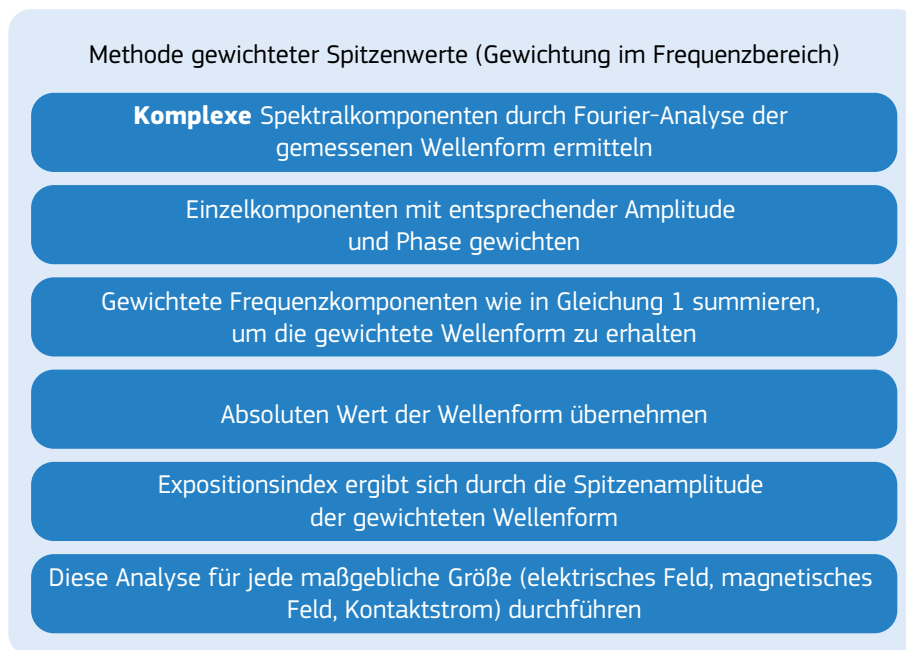 Methode gewichteter Spitzenwerte (Gewichtung im Frequenzbereich)
Komplexe Spektralkomponenten durch Fourier-Analyse der
gemessenen Wellenform ermitteln
Einzelkomponenten mit entsprechender Amplitude
und Phase gewichten
Gewichtete Frequenzkomponenten wie in Gleichung 1 summieren,
um die gewichtete Wellenform zu erhalten
Absoluten Wert der Wellenform übernehmen
Expositionsindex ergibt sich durch die Spitzenamplitude
der gewichteten Wellenform
Diese Analyse für jede maßgebliche Größe (elektrisches Feld, magnetisches
Feld, Kontaktstrom) durchführen